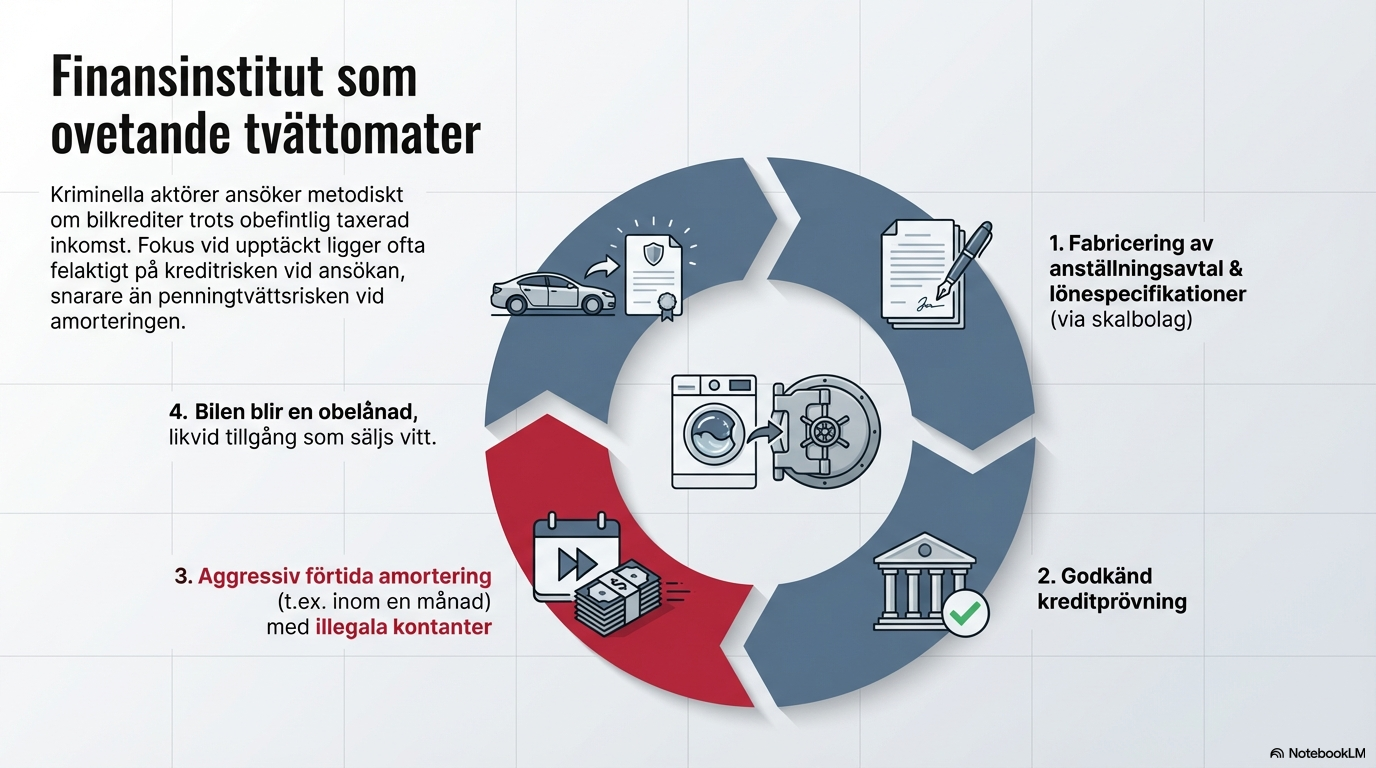 Finansinstitut som
ovetande tvättomater
Kriminella aktörer ansöker metodiskt
om bilkrediter trots obefintlig taxerad
inkomst. Fokus vid upptäckt ligger ofta
felaktigt på kreditrisken vid ansökan,
snarare än penningtvättsrisken vid
amorteringen.
1. Fabricering av
anställningsavtal &
lönespecifikationer
(via skalbolag)
2. Godkänd
kreditprövning
3. Aggressiv förtida amortering
(t.ex. inom en månad)
med illegala kontanter
4. Bilen blir en obelånad,
likvid tillgång som säljs vitt.
NotebookLM